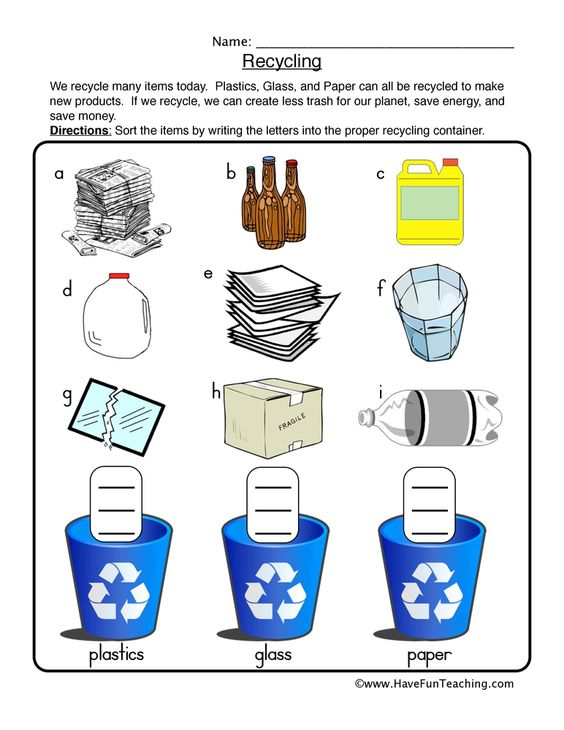 Name: ____________________
Recycling
We recycle many items today. Plastics, Glass, and Paper can all be recycled to make
new products. If we recycle, we can create less trash for our planet, save energy, and
save money.
Directions: Sort the items by writing the letters into the proper recycling container.
a b c
d e f
g h i
FRAGILE
plastics glass paper
©www.HaveFunTeaching.com